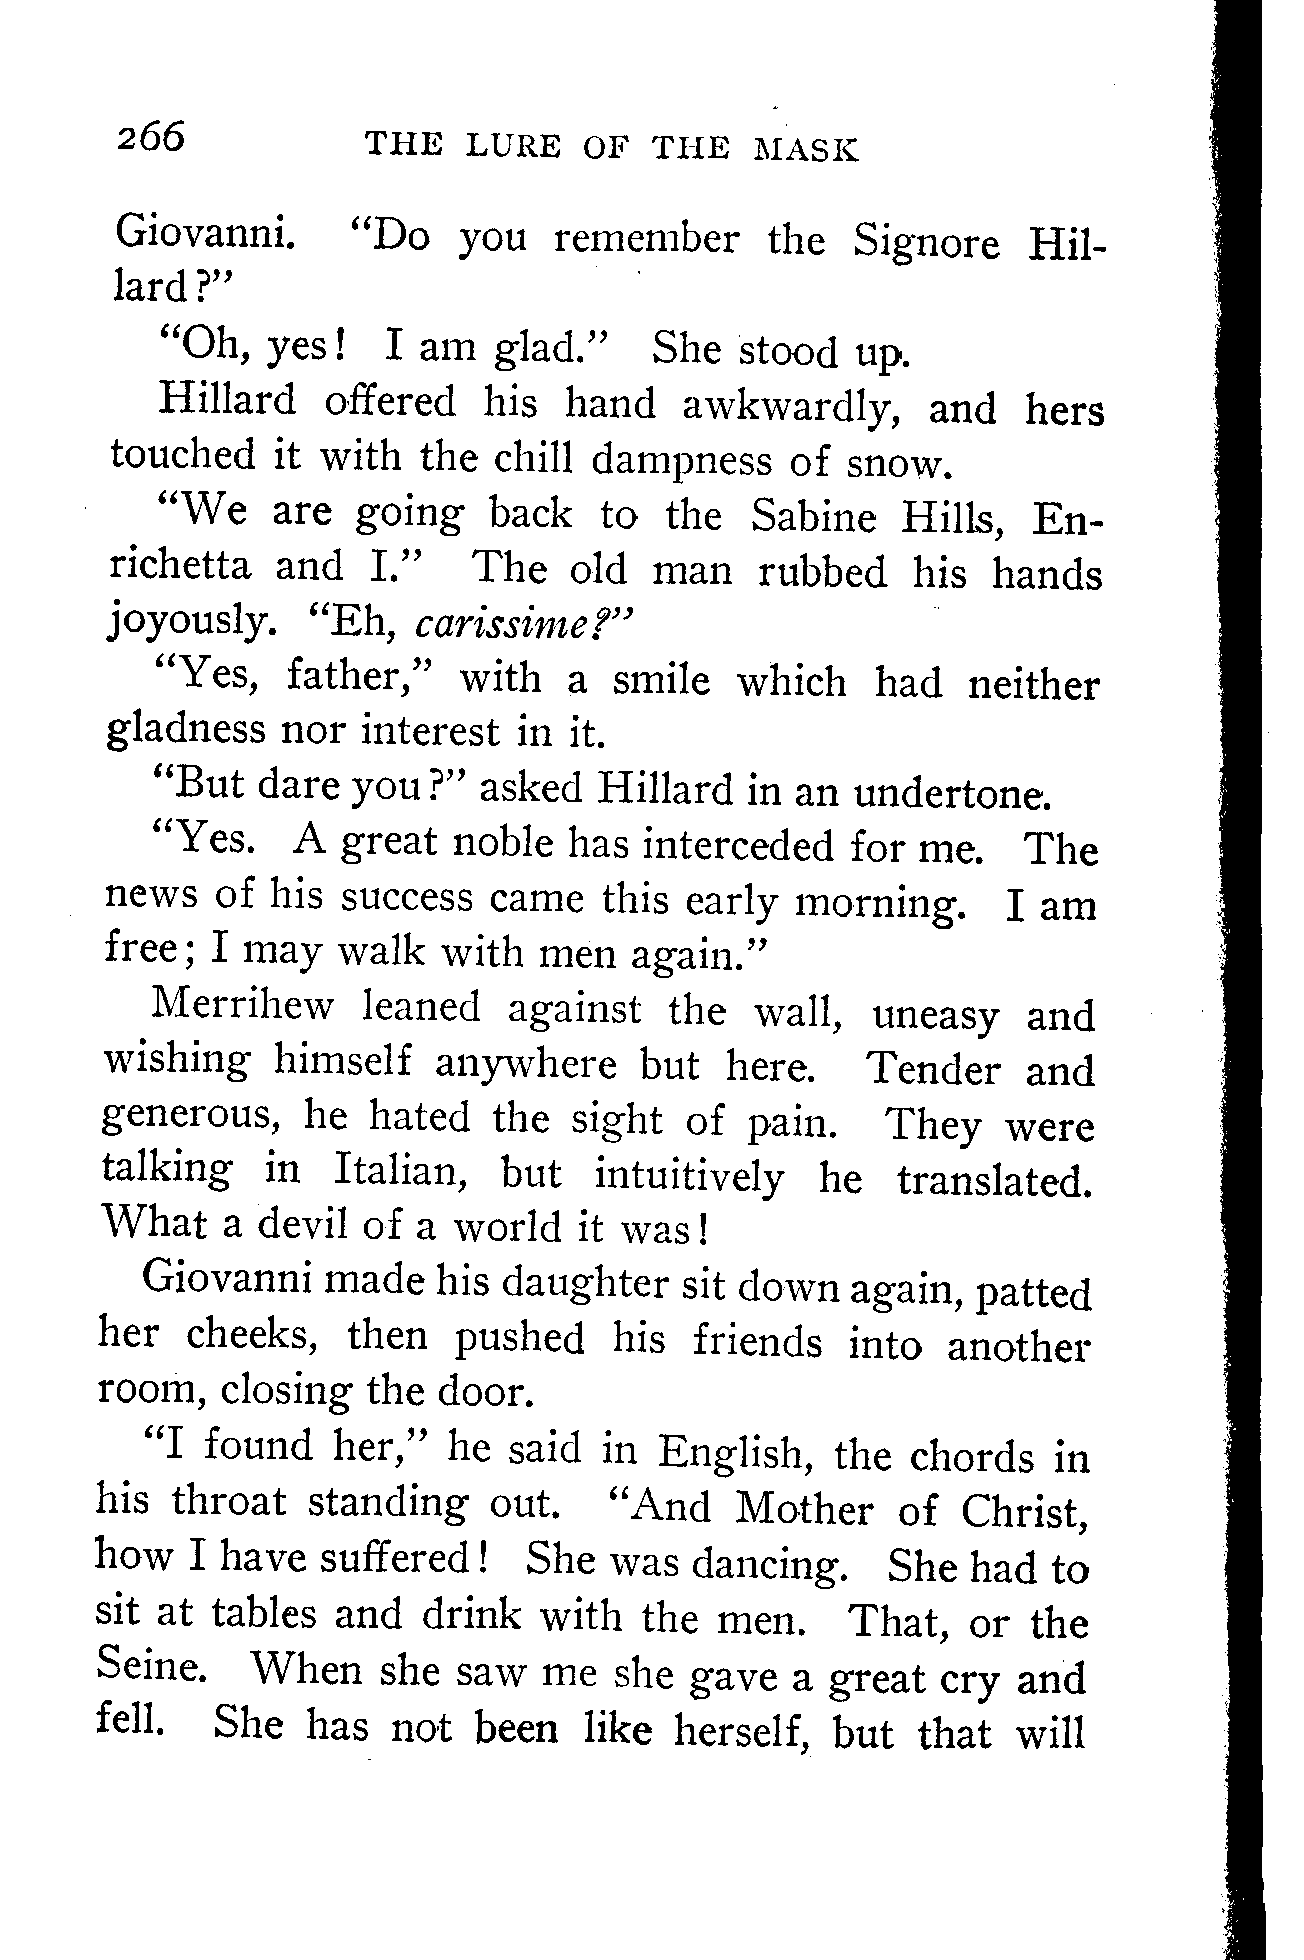 266 THE LURE OF THE MASK
Giovanni. “Do you remember the Signore Hil-
lard?”
“Oh, yes! I am glad.” She stood up.
Hillard offered his hand awkwardly, and hers
touched it with the chill dampness of snow.
“We are going back to the Sabine Hills, En-
richetta and I.” The old man rubbed his hands
joyously. “Eh, carissime?”
“Yes, father,” with a smile which had neither
gladness nor interest in it.
“But dare you?” asked Hillard in an undertone.
“Yes. A great noble has interceded for me. The
news of his success came this early morning. I am
free; I may walk with men again.”
Merrihew leaned against the wall, uneasy and
wishing himself anywhere but here. Tender and
generous, he hated the sight of pain. They were
talking in Italian, but intuitively he translated.
What a devil of a world it was!
Giovanni made his daughter sit down again, patted
her cheeks, then pushed his friends into another
room, closing the door.
“I found her,” he said in English, the chords in
his throat standing out. “And Mother of Christ,
how I have suffered! She was dancing. She had to
sit at tables and drink with the men. That, or the
Seine. When she saw me she gave a great cry and
fell. She has not been like herself, but that will